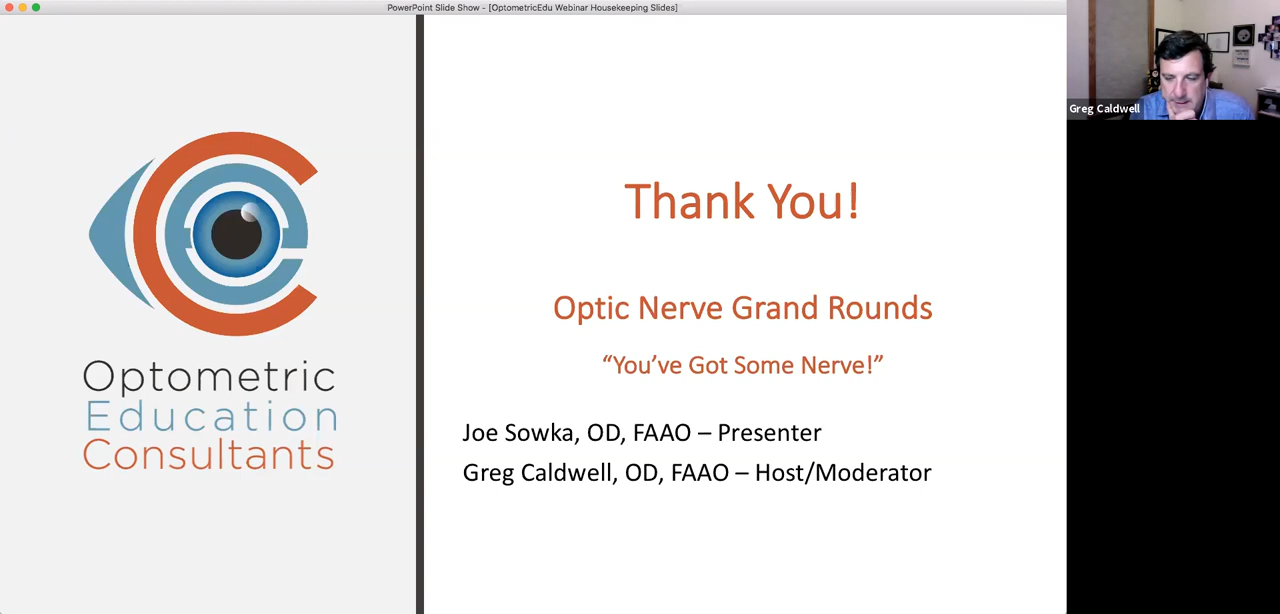 PowerPoint Slide Show - [OptometricEdu Webinar Housekeeping Slides]
Greg Caldwell
Thank You!
Optic Nerve Grand Rounds
“You’ve Got Some Nerve!”
Joe Sowka, OD, FAAO – Presenter
Greg Caldwell, OD, FAAO – Host/Moderator
Optometric
Education
Consultants